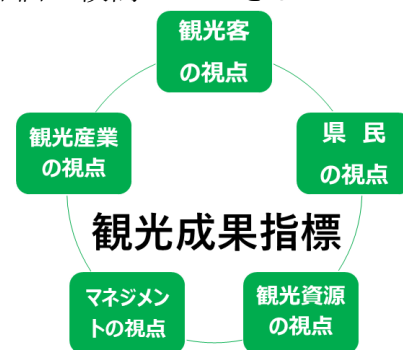 観光客
の視点
観光産業
の視点
県 民
の視点
観光成果指標
マネジメン
トの視点
観光資源
の視点